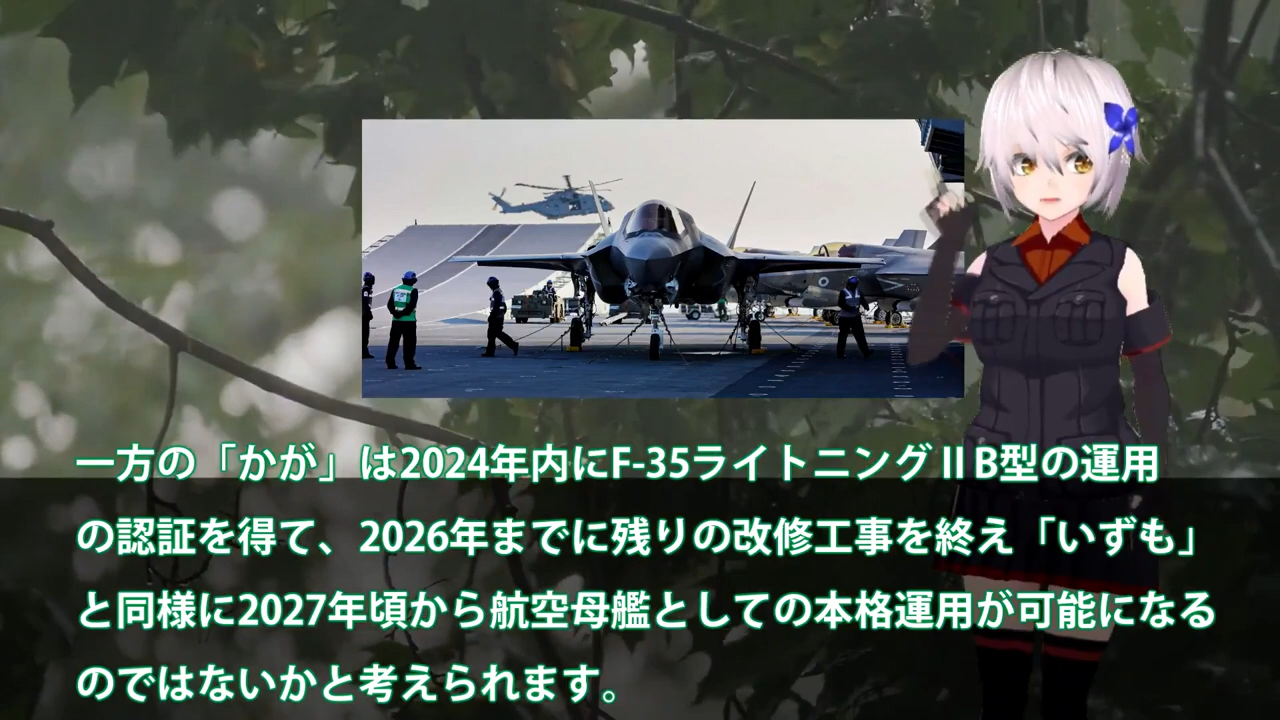 一方の「かが」は2024年内にF-35ライトニングⅡB型の運用
の認証を得て、2026年までに残りの改修工事を終え「いずも」
と同様に2027年頃から航空母艦としての本格運用が可能になる
のではないかと考えられます。